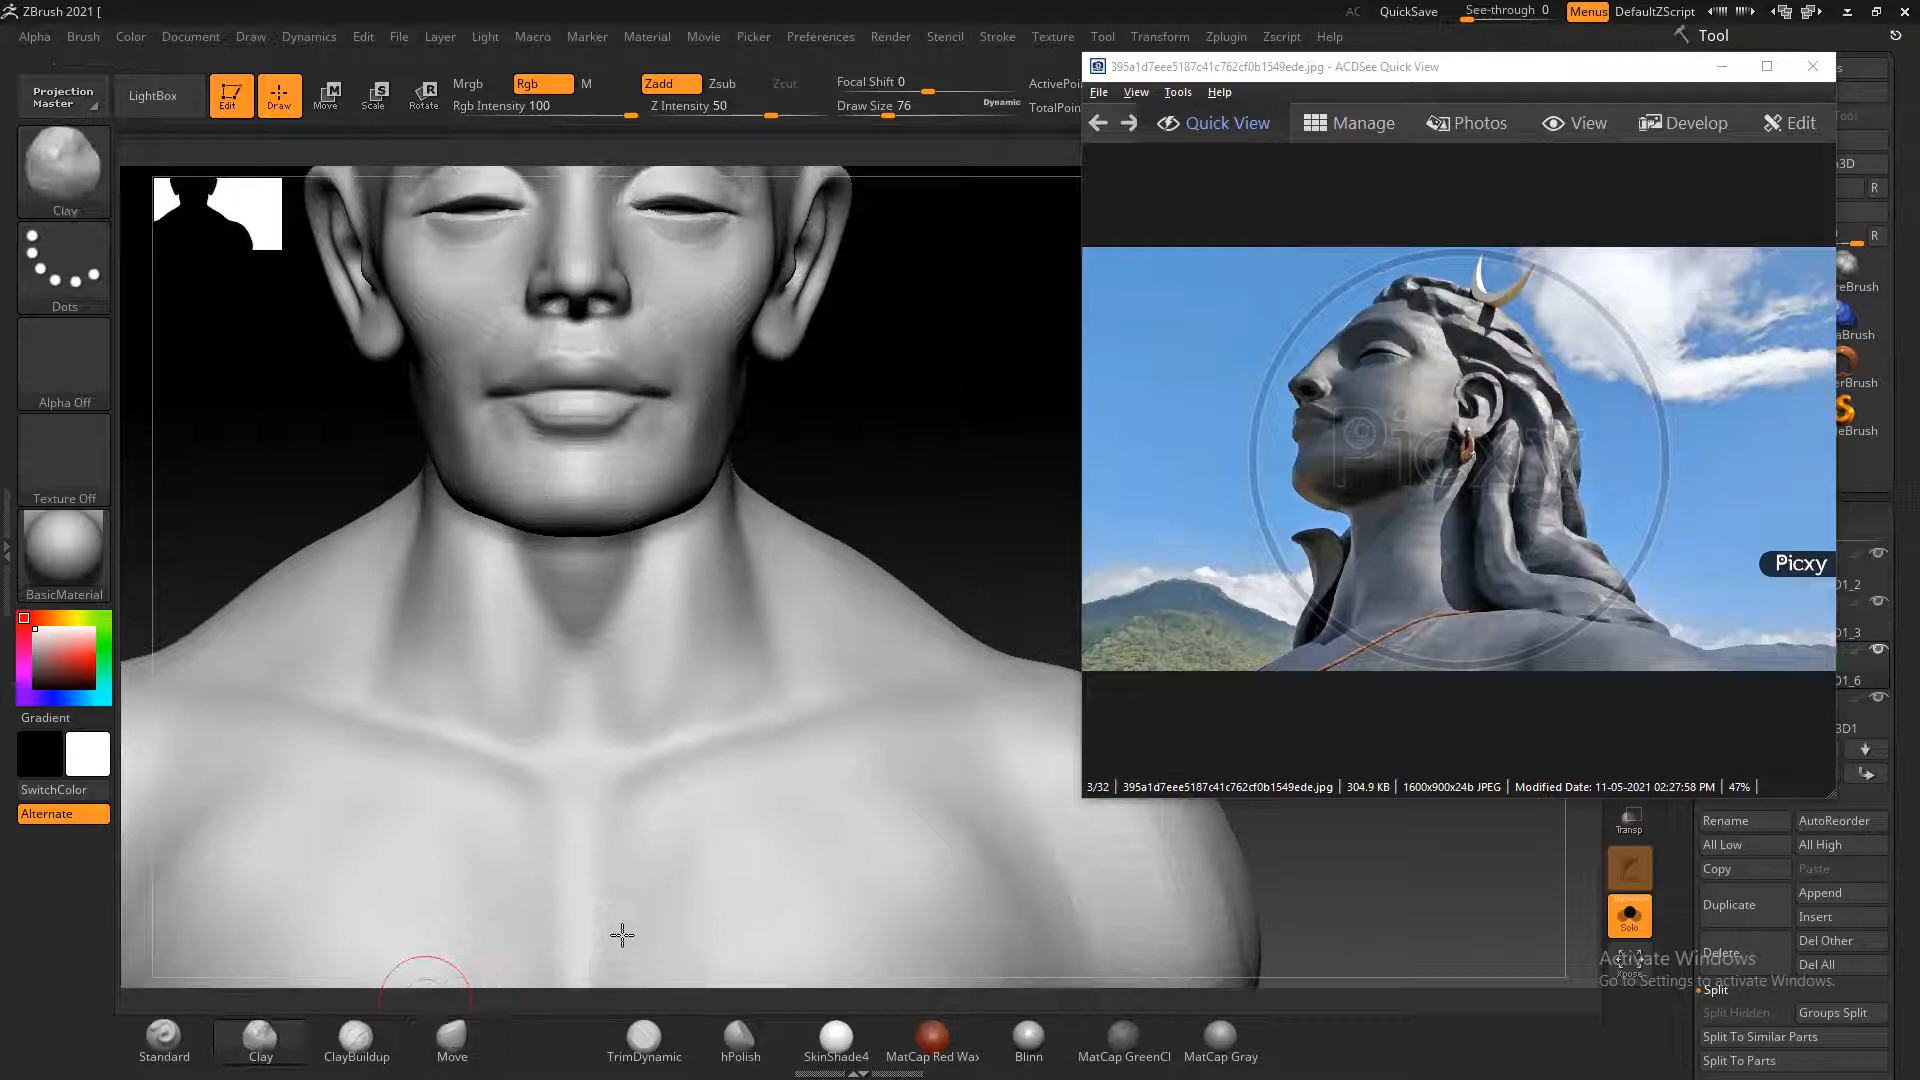 ZBrush 2021 [
AC QuickSave See-through 0 Menus DefaultZScript
Alpha Brush Color Document Draw Dynamics Edit File Layer Light Macro Marker Material Movie Picker Preferences Render Stencil Stroke Texture Tool Transform Zplugin Zscript Help
Tool
Projection Master
LightBox
Edit Draw Move Scale Rotate
Mrgb Rgb M
Rgb Intensity 100
Zadd Zsub Zcut
Z Intensity 50
Focal Shift 0
Draw Size 76 Dynamic
395a1d7eee5187c41c762cf0b1549ede.jpg - ACDSee Quick View
File View Tools Help
Quick View Manage Photos View Develop Edit
Picxy
Picxy
3/32 395a1d7eee5187c41c762cf0b1549ede.jpg 304.9 KB 1600x900x24b JPEG Modified Date: 11-05-2021 02:27:58 PM 47%
Clay
Dots
Alpha Off
Texture Off
BasicMaterial
Gradient
SwitchColor
Alternate
R
R
Transp
Solo
Xpose
Rename AutoReorder
All Low All High
Copy Paste
Append
Duplicate
Insert
Del Other
Delete
Del All
Activate Windows
Go to Settings to activate Windows.
Split
Split Hidden Groups Split
Split To Similar Parts
Split To Parts
Standard Clay ClayBuildup Move TrimDynamic hPolish SkinShade4 MatCap Red Wax Blinn MatCap GreenCl MatCap Gray